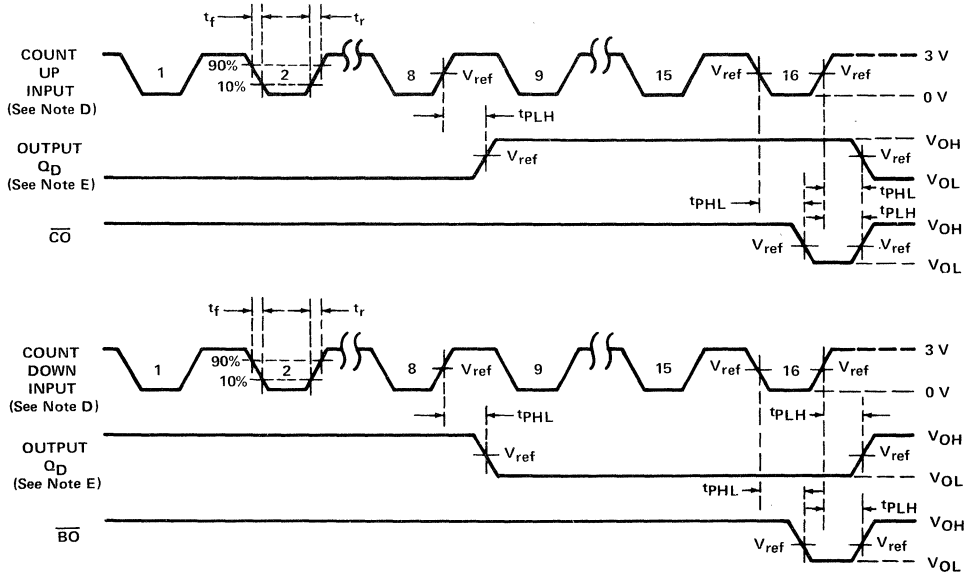 tf tr
COUNT
UP
INPUT
(See Note D)
90%
10%
1 2 8 Vref 9 15 Vref 16 Vref
3 V
0 V
tPLH
OUTPUT
QD
(See Note E)
Vref Vref
VOH
VOL
tPHL
tPHL
tPLH
CO
Vref Vref
VOH
VOL
tf tr
COUNT
DOWN
INPUT
(See Note D)
90%
10%
1 2 8 Vref 9 15 Vref 16 Vref
3 V
0 V
tPHL
tPLH
OUTPUT
QD
(See Note E)
Vref Vref
VOH
VOL
tPHL
tPLH
BO
Vref Vref
VOH
VOL